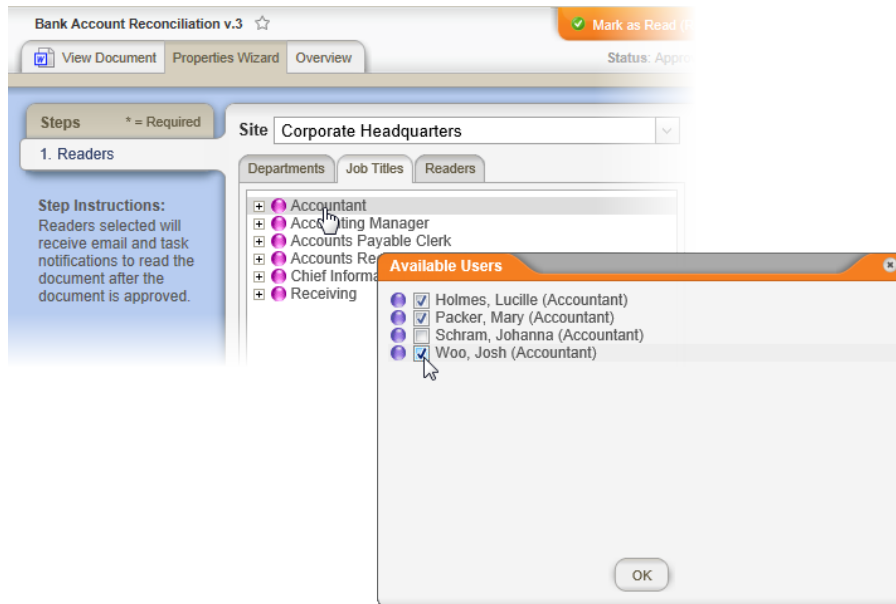 Bank Account Reconciliation v.3
Mark as Read
View Document
Properties Wizard
Overview
Status: Appro
Steps
* = Required
1. Readers
Step Instructions:
Readers selected will
receive email and task
notifications to read the
document after the
document is approved.
Site
Corporate Headquarters
Departments
Job Titles
Readers
Accountant
Accounting Manager
Accounts Payable Clerk
Accounts Re
Chief Informa
Receiving
Available Users
Holmes, Lucille (Accountant)
Packer, Mary (Accountant)
Schram, Johanna (Accountant)
Woo, Josh (Accountant)
OK